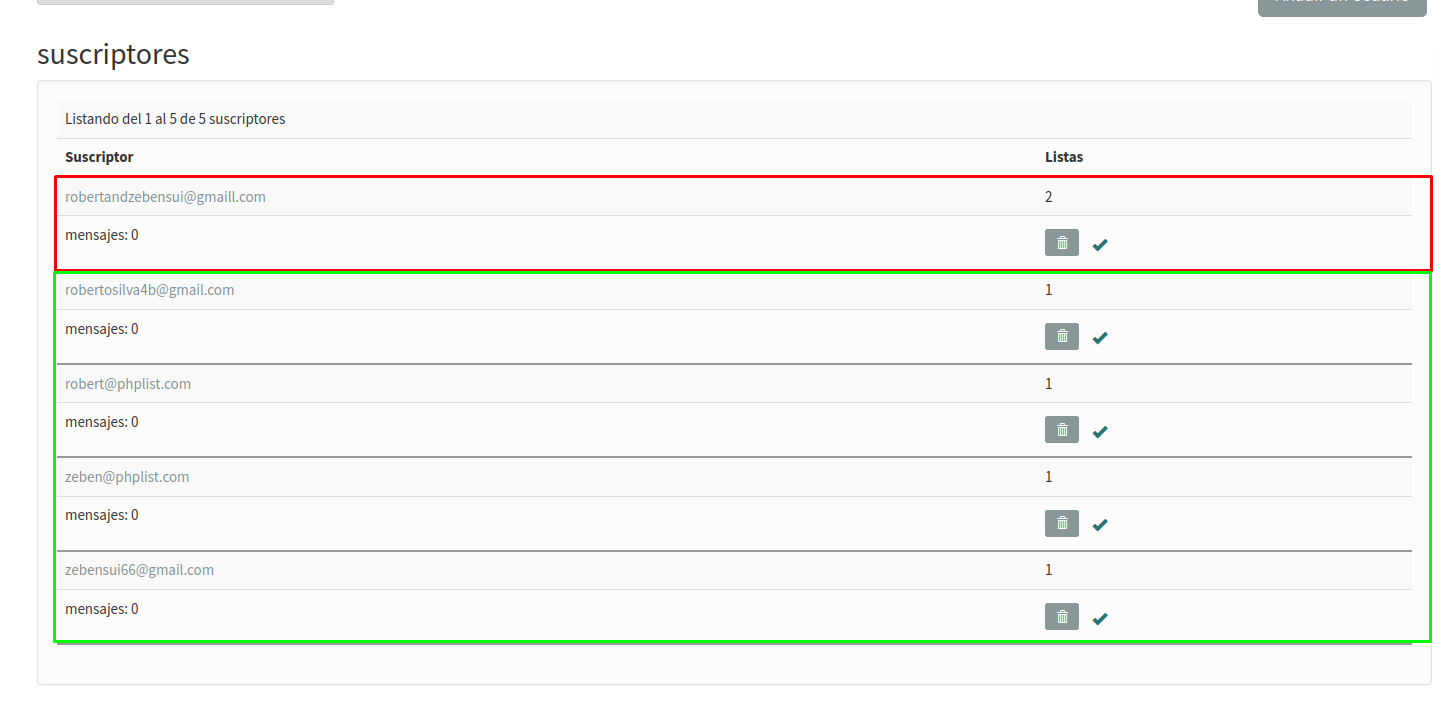 suscriptores
Listando del 1 al 5 de 5 suscriptores
Suscriptor Listas
robertandzebensui@gmaill.com 2
mensajes: 0
robertosilva4b@gmail.com 1
mensajes: 0
robert@phplist.com 1
mensajes: 0
zeben@phplist.com 1
mensajes: 0
zebensui66@gmail.com 1
mensajes: 0